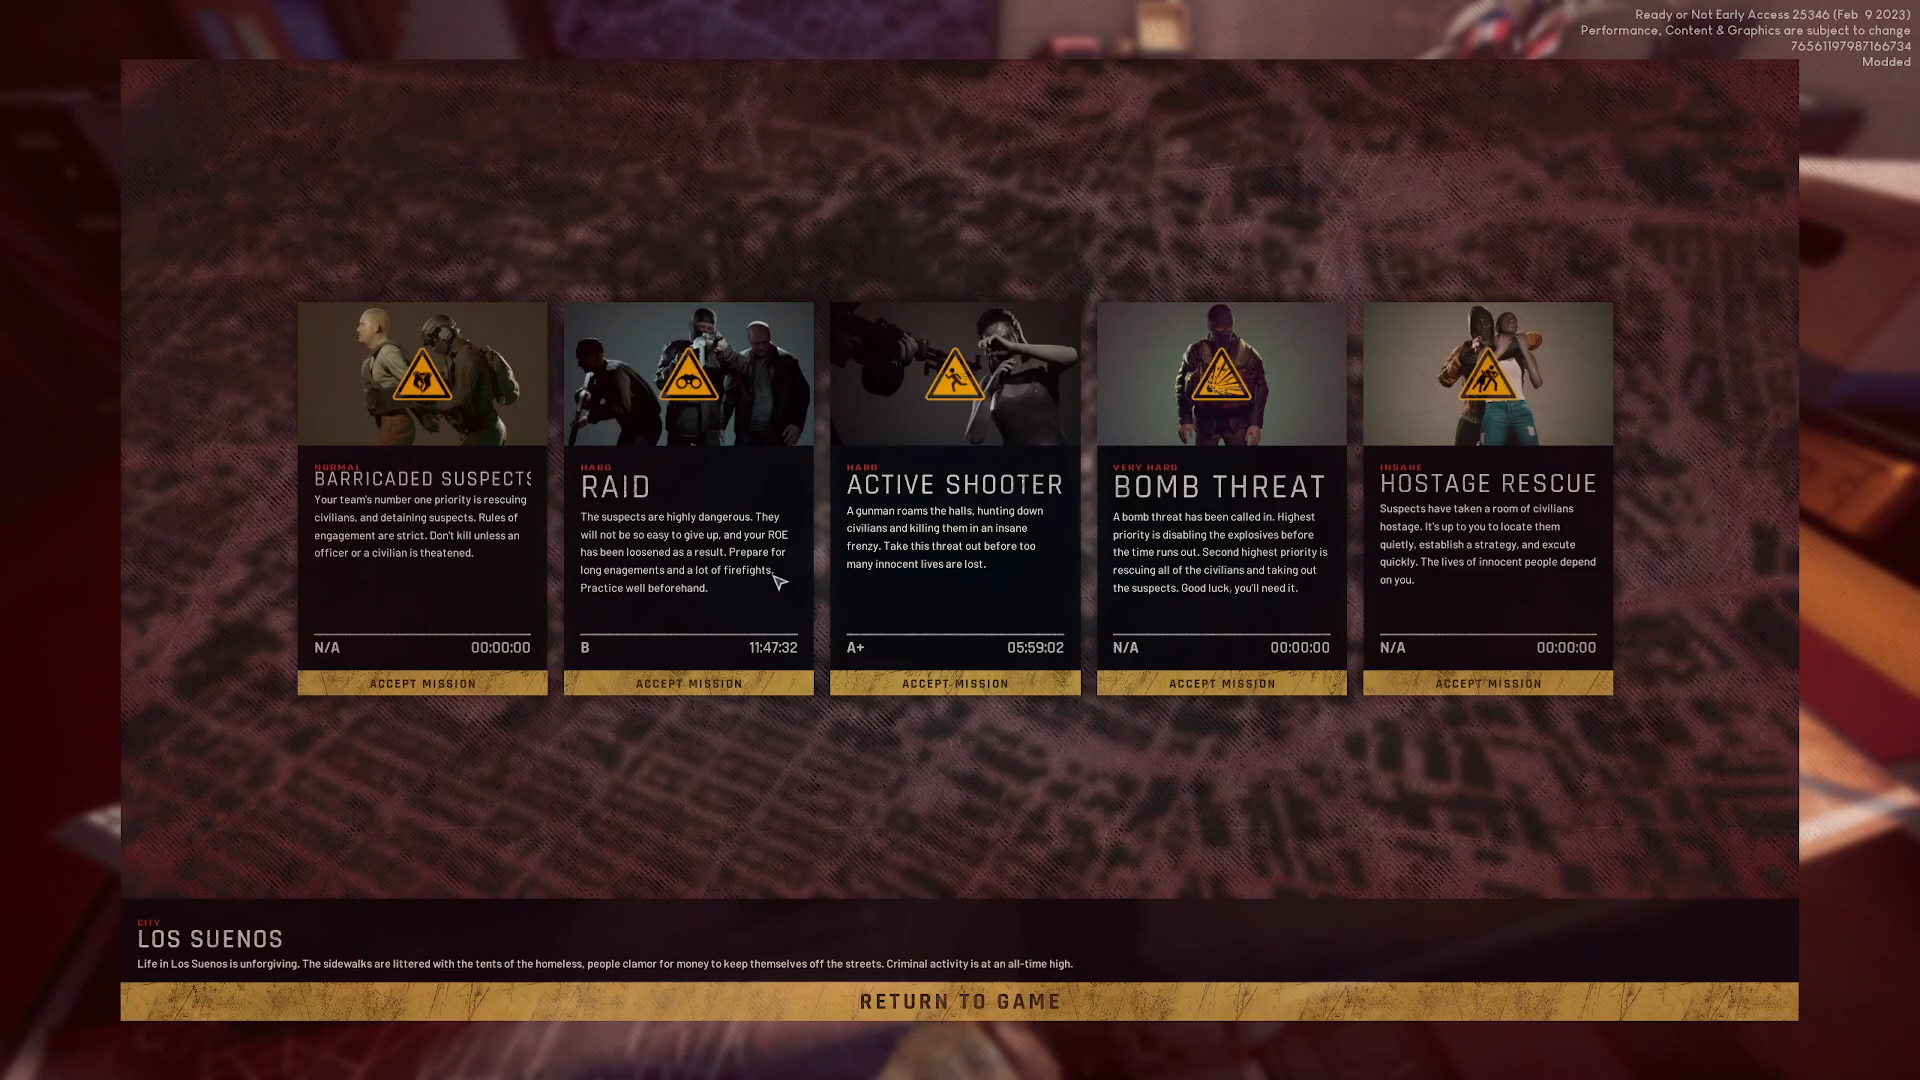 Ready or Not Early Access 25346 (Feb 9 2023)
Performance, Content & Graphics are subject to change
76561197987166734
Modded
NORMAL
BARRICADED SUSPECTS
Your team's number one priority is rescuing
civilians, and detaining suspects. Rules of
engagement are strict. Don't kill unless an
officer or a civilian is theatened.
N/A 00:00:00
ACCEPT MISSION
HARD
RAID
The suspects are highly dangerous. They
will not be so easy to give up, and your ROE
has been loosened as a result. Prepare for
long enagements and a lot of firefights.
Practice well beforehand.
B 11:47:32
ACCEPT MISSION
HARD
ACTIVE SHOOTER
A gunman roams the halls, hunting down
civilians and killing them in an insane
frenzy. Take this threat out before too
many innocent lives are lost.
A+ 05:59:02
ACCEPT MISSION
VERY HARD
BOMB THREAT
A bomb threat has been called in. Highest
priority is disabling the explosives before
the time runs out. Second highest priority is
rescuing all of the civilians and taking out
the suspects. Good luck, you'll need it.
N/A 00:00:00
ACCEPT MISSION
INSANE
HOSTAGE RESCUE
Suspects have taken a room of civilians
hostage. It's up to you to locate them
quietly, establish a strategy, and excute
quickly. The lives of innocent people depend
on you.
N/A 00:00:00
ACCEPT MISSION
CITY
LOS SUENOS
Life in Los Suenos is unforgiving. The sidewalks are littered with the tents of the homeless, people clamor for money to keep themselves off the streets. Criminal activity is at an all-time high.
RETURN TO GAME